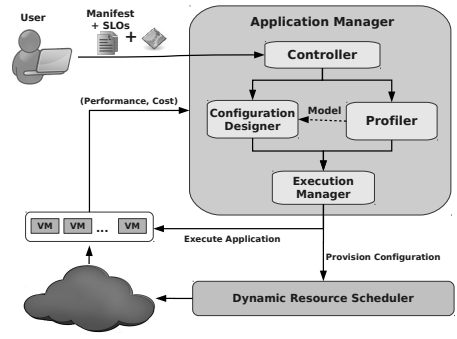 User
Manifest
+ SLOs
+
Application Manager
Controller
(Performance, Cost)
Configuration
Designer
Model
Profiler
Execution
Manager
VM VM ... VM
Execute Application
Provision Configuration
Dynamic Resource Scheduler